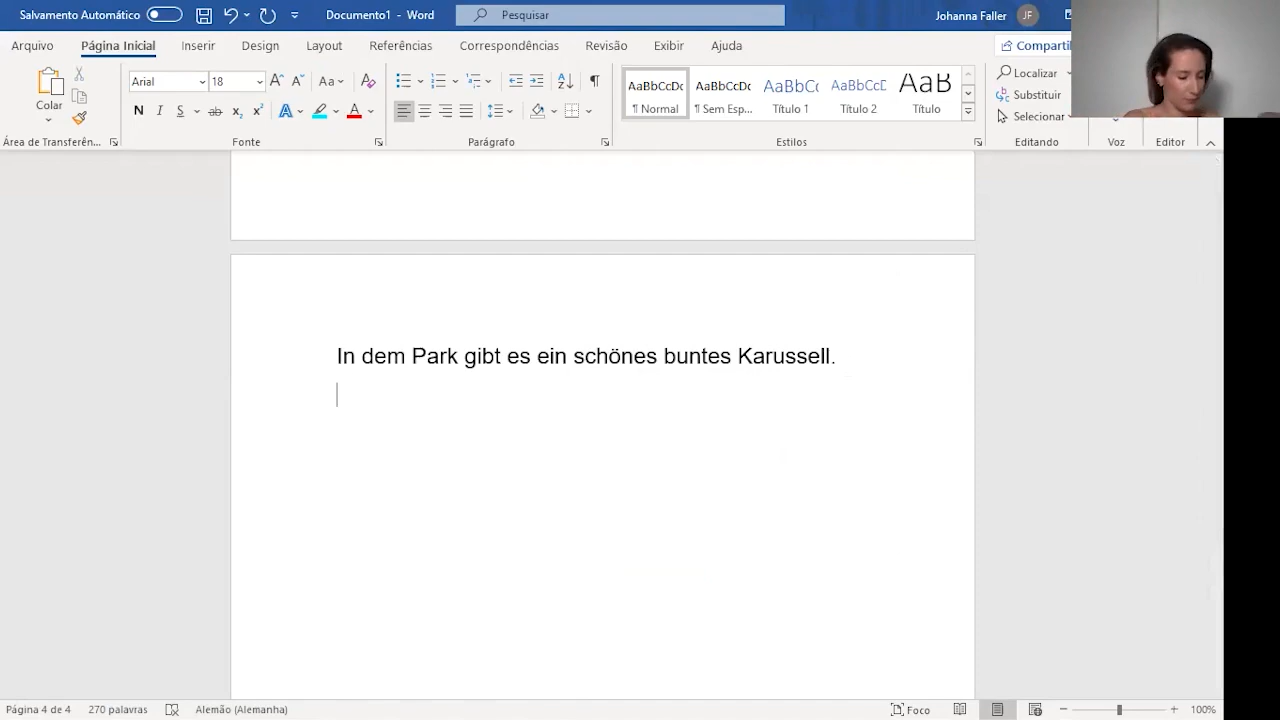 Salvamento Automático
Documento1 - Word
Pesquisar
Johanna Faller
JF
Arquivo
Página Inicial
Inserir
Design
Layout
Referências
Correspondências
Revisão
Exibir
Ajuda
Colar
Arial
18
Aa
N I S ab x₂ x²
A
A
AaBbCcDc
¶ Normal
AaBbCcDc
¶ Sem Esp...
AaBbCc
Título 1
AaBbCcD
Título 2
AaB
Título
Localizar
Substituir
Selecionar
Área de Transferên...
Fonte
Parágrafo
Estilos
Editando
Voz
Editor
In dem Park gibt es ein schönes buntes Karussell.
Página 4 de 4
270 palavras
Alemão (Alemanha)
Foco
100%